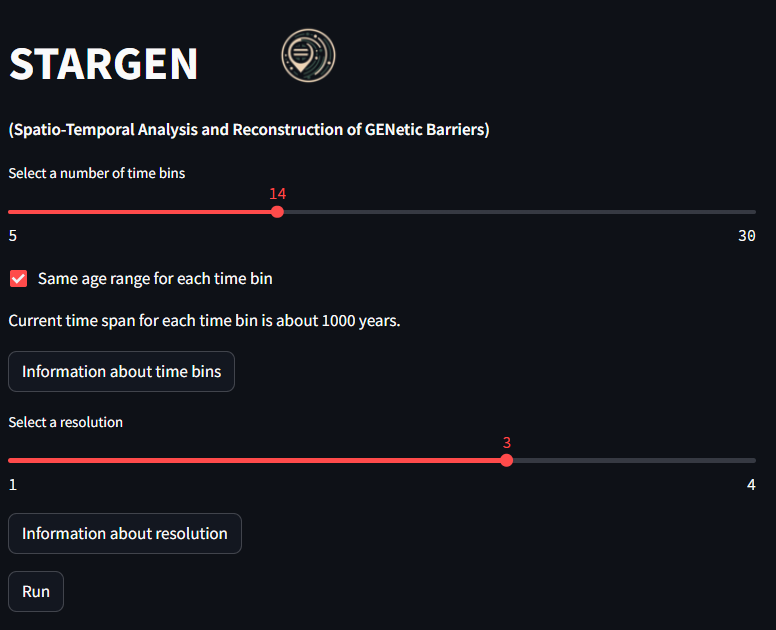 STARGEN
(Spatio-Temporal Analysis and Reconstruction of GENetic Barriers)
Select a number of time bins
14
5
30
Same age range for each time bin
Current time span for each time bin is about 1000 years.
Information about time bins
Select a resolution
3
1
4
Information about resolution
Run